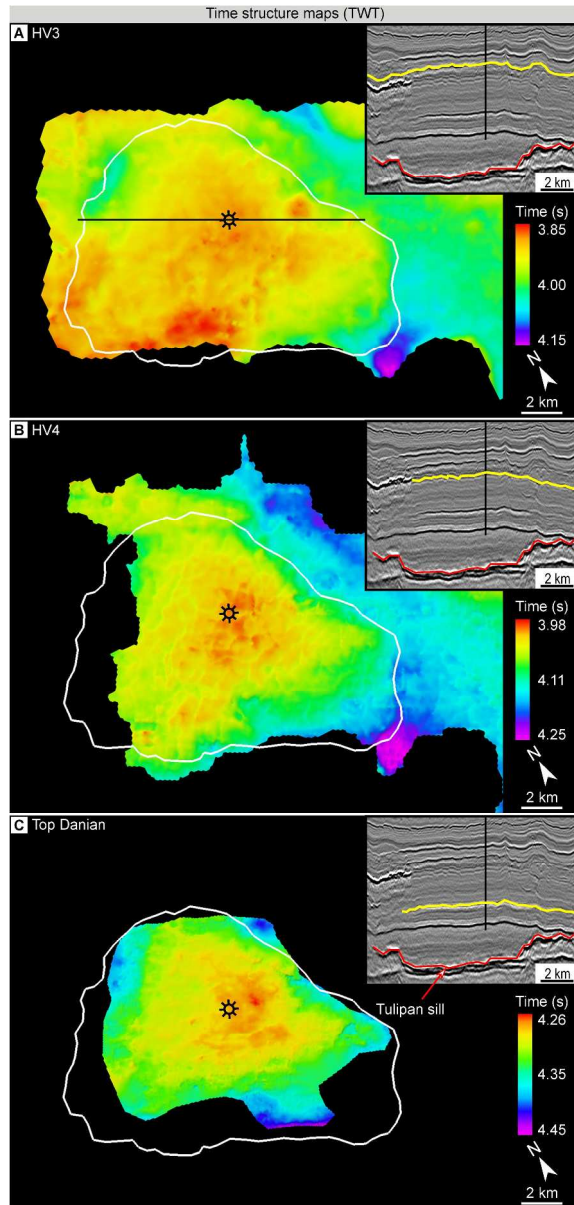 Time structure maps (TWT)
A HV3
2 km
Time (s)
3.85
4.00
4.15
N
2 km
B HV4
2 km
Time (s)
3.98
4.11
4.25
N
2 km
C Top Danian
2 km
Tulipan sill
Time (s)
4.26
4.35
4.45
N
2 km